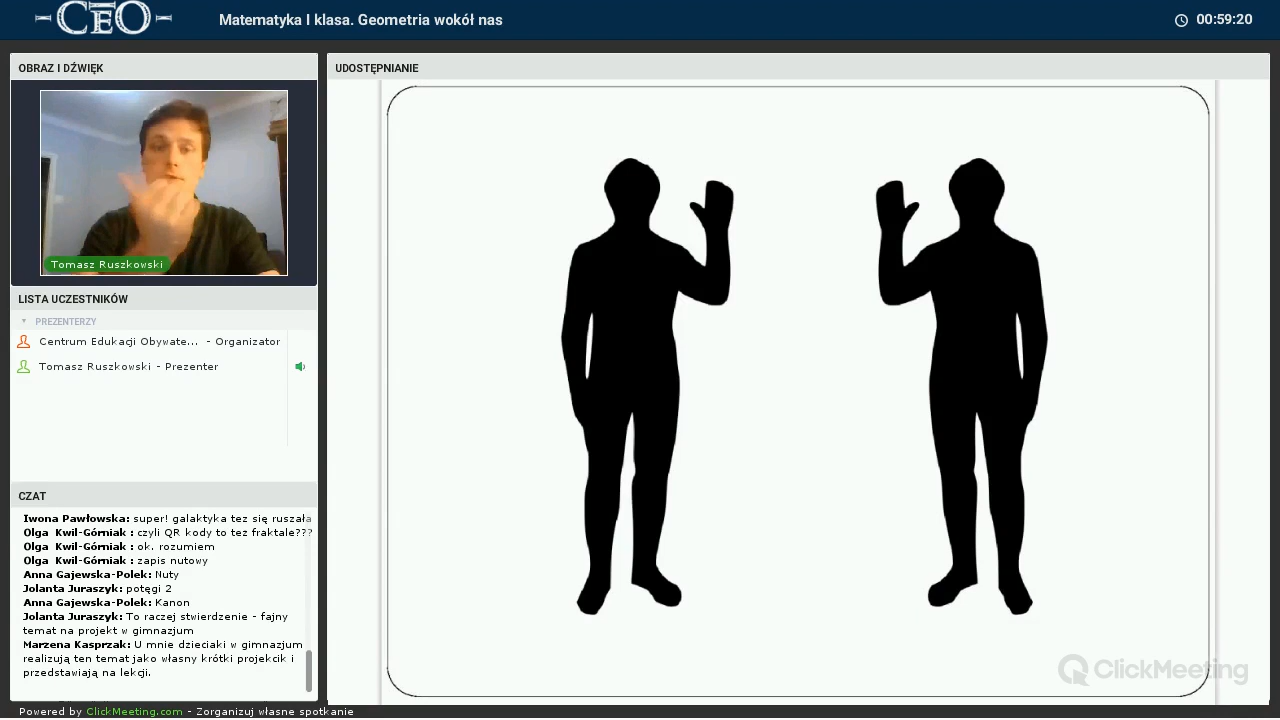 CEO
Matematyka I klasa. Geometria wokół nas
00:59:20
OBRAZ I DŹWIĘK
UDOSTĘPNIANIE
Tomasz Ruszkowski
LISTA UCZESTNIKÓW
PREZENTERZY
Centrum Edukacji Obywate... - Organizator
Tomasz Ruszkowski - Prezenter
CZAT
Iwona Pawłowska: super! galaktyka tez się ruszała
Olga Kwil-Górniak : czyli QR kody to tez fraktale???
Olga Kwil-Górniak : ok. rozumiem
Olga Kwil-Górniak : zapis nutowy
Anna Gajewska-Polek: Nuty
Jolanta Juraszyk: potęgi 2
Anna Gajewska-Polek: Kanon
Jolanta Juraszyk: To raczej stwierdzenie - fajny
temat na projekt w gimnazjum
Marzena Kasprzak: U mnie dzieciaki w gimnazjum
realizują ten temat jako własny krótki projekcik i
przedstawiają na lekcji.
ClickMeeting
Powered by ClickMeeting.com - Zorganizuj własne spotkanie